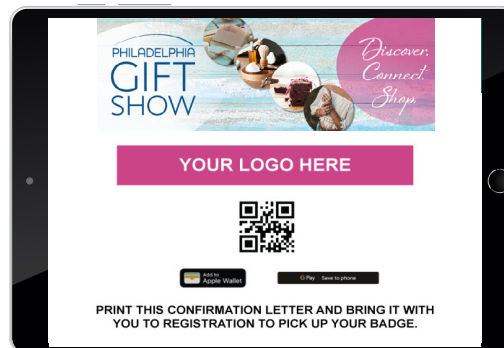 PHILADELPHIA
GIFT
SHOW
Discover.
Connect.
Shop.
YOUR LOGO HERE
Add to
Apple Wallet
G Pay Save to phone
PRINT THIS CONFIRMATION LETTER AND BRING IT WITH
YOU TO REGISTRATION TO PICK UP YOUR BADGE.